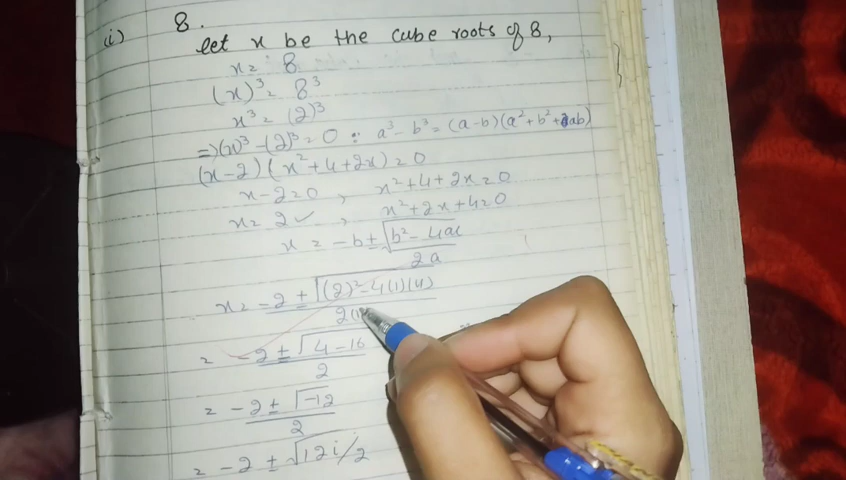 (i) 8.
let x be the cube roots of 8,
x = 8
(x)³ = 8³
x³ = (2)³
=> (x)³ - (2)³ = 0 ∵ a³ - b³ = (a-b)(a² + b² + ab)
(x-2)(x² + 4 + 2x) = 0
x - 2 = 0 , x² + 4 + 2x = 0
x = 2 ✓ , x² + 2x + 4 = 0
x = -b ± √b² - 4ac / 2a
x = -2 ± √(2)² - 4(1)(4) / 2(1
= -2 ± √4 - 16 / 2
= -2 ± √-12 / 2
= -2 ± √12i/2